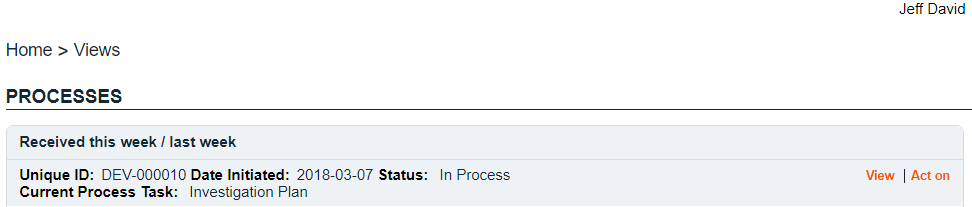 Jeff David
Home > Views
PROCESSES
Received this week / last week
Unique ID: DEV-000010 Date Initiated: 2018-03-07 Status: In Process View | Act on
Current Process Task: Investigation Plan